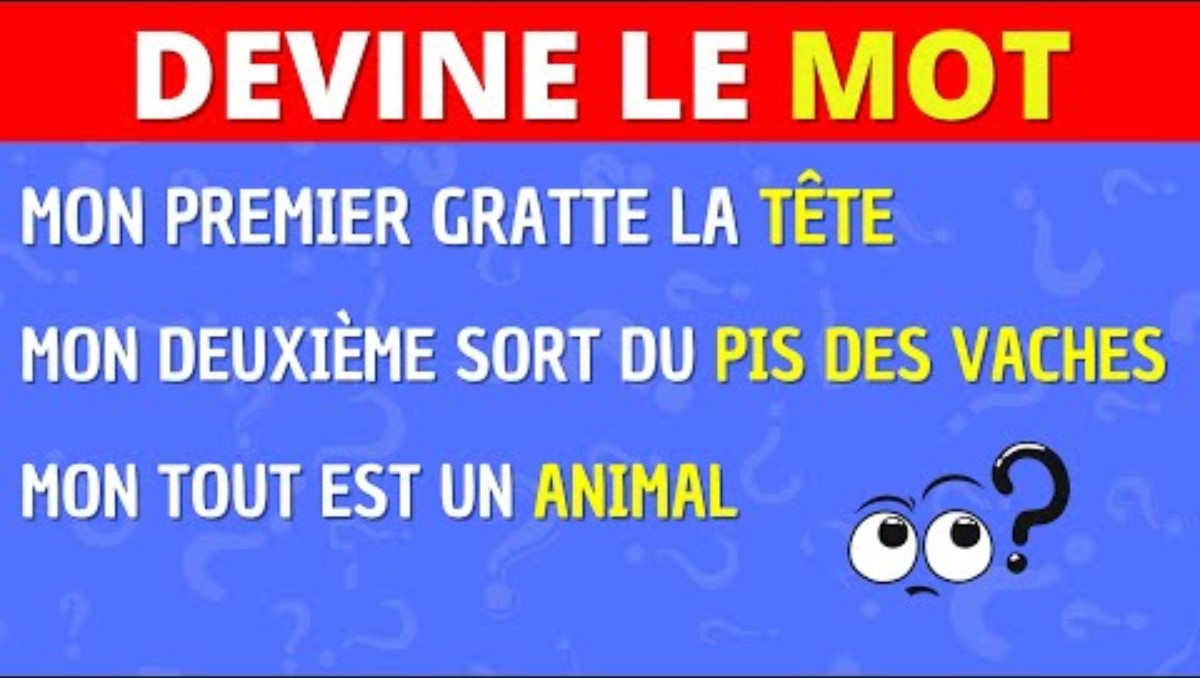 DEVINE LE MOT
MON PREMIER GRATTE LA TÊTE
MON DEUXIÈME SORT DU PIS DES VACHES
MON TOUT EST UN ANIMAL
?